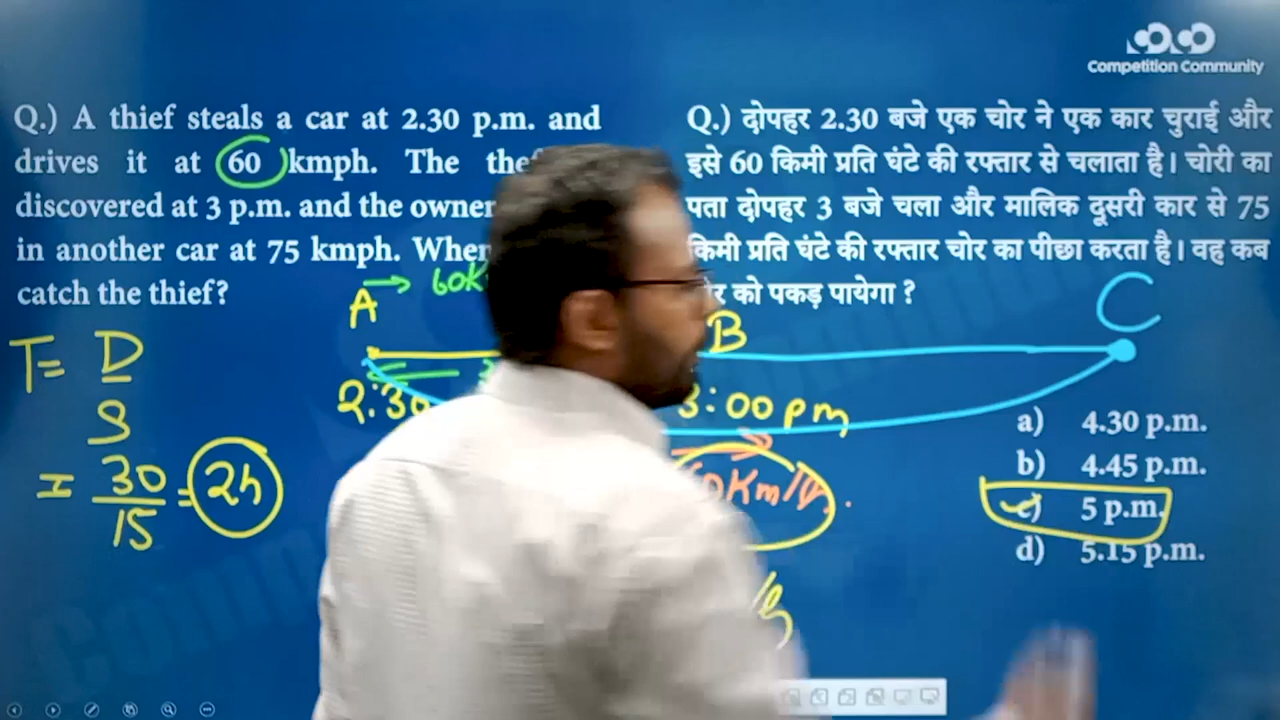 Competition Community
Q.) A thief steals a car at 2.30 p.m. and
drives it at 60 kmph. The
discovered at 3 p.m. and the owner
in another car at 75 kmph.
catch the thief?
Q.) दोपहर 2.30 बजे एक चोर ने एक कार चुराई और
इसे 60 किमी प्रति घंटे की रफ्तार से चलाता है। चोरी का
पता दोपहर 3 बजे चला और मालिक दूसरी कार से 75
किमी प्रति घंटे की रफ्तार चोर का पीछा करता है। वह कब
को पकड़ पायेगा ?
A
B
C
2:30
3:00 pm
T= D
S
= 30
15
= 2h
a) 4.30 p.m.
b) 4.45 p.m.
c) 5 p.m.
d) 5.15 p.m.